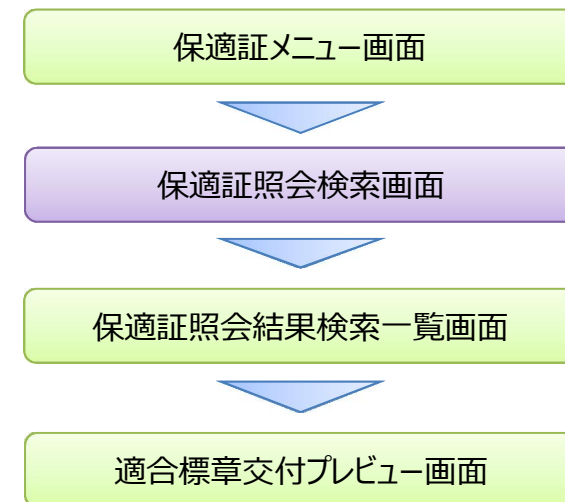 保適証メニュー画面
保適証照会検索画面
保適証照会結果検索一覧画面
適合標章交付プレビュー画面